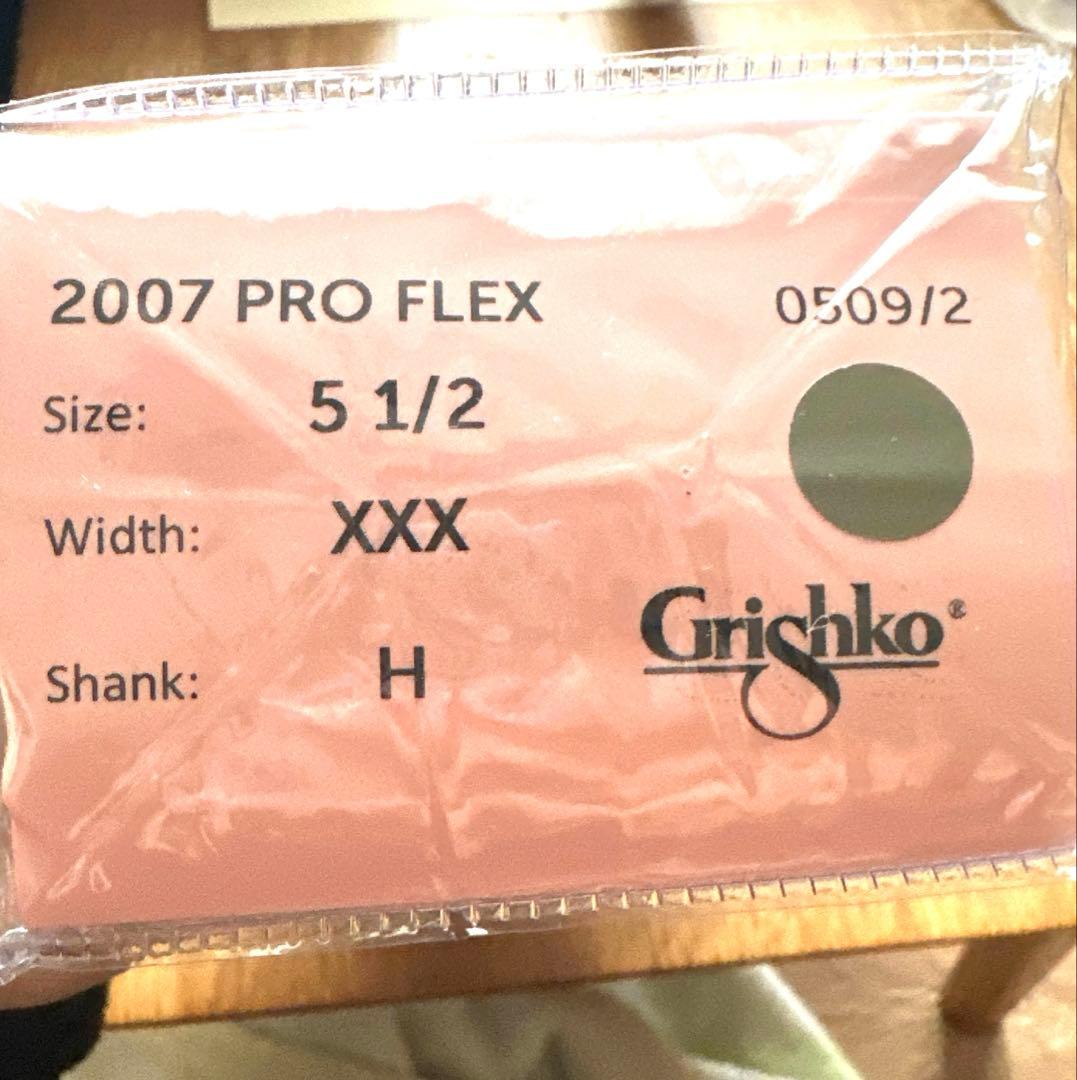 2007 PRO FLEX 0509/2
Size: 5 1/2
Width: XXX
Shank: H
Grishko®